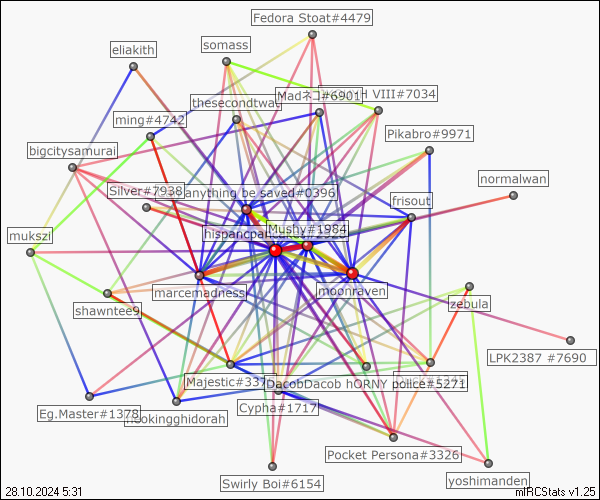 Fedora Stoat#4479
somass
eliakith
Madネコ#6901
H VIII#7034
thesecondtwat
ming#4742
Pikabro#9971
bigcitysamurai
normalwan
Silver#7938
anything be saved#0396
frisout
Mushy#1984
mukszi
marcemadness
moonraven
zebula
shawntee9
LPK2387 #7690
Majestic#337
DacobDacob hORNY police#5271
Eg.Master#1378
hookingghidorah
Cypha#1717
Pocket Persona#3326
yoshimanden
Swirly Boi#6154
28.10.2024 5:31
mIRCStats v1.25